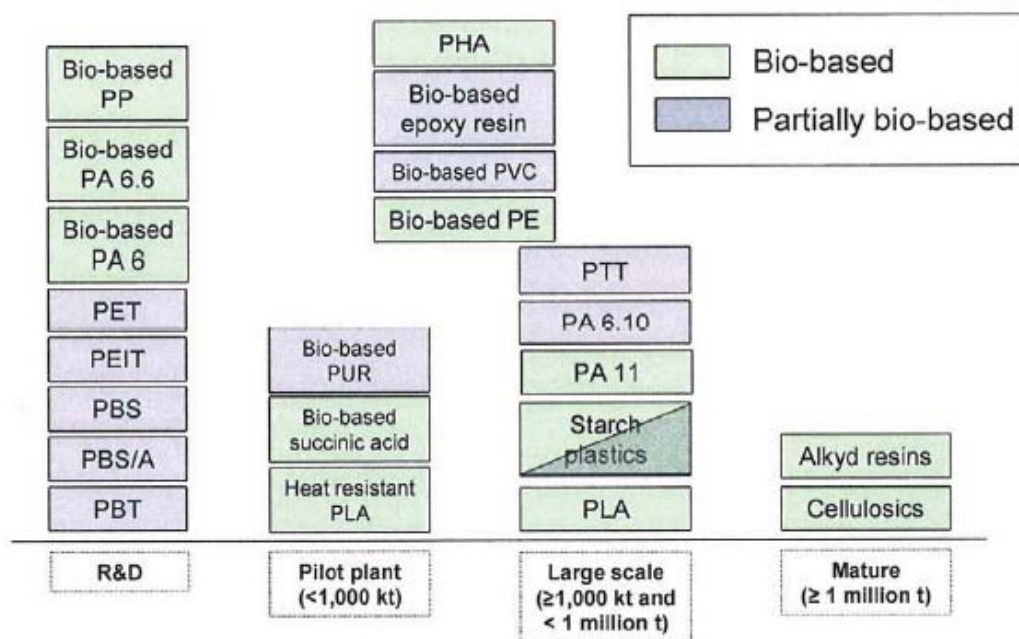 Bio-based
PP
Bio-based
PA 6.6
Bio-based
PA 6
PET
PEIT
PBS
PBS/A
PBT
R&D
Bio-based
PUR
Bio-based
succinic acid
Heat resistant
PLA
Pilot plant
(<1,000 kt)
PHA
Bio-based
epoxy resin
Bio-based PVC
Bio-based PE
PTT
PA 6.10
PA 11
Starch
plastics
PLA
Large scale
(≥1,000 kt and
< 1 million t)
Alkyd resins
Cellulosics
Mature
(≥ 1 million t)
Bio-based
Partially bio-based